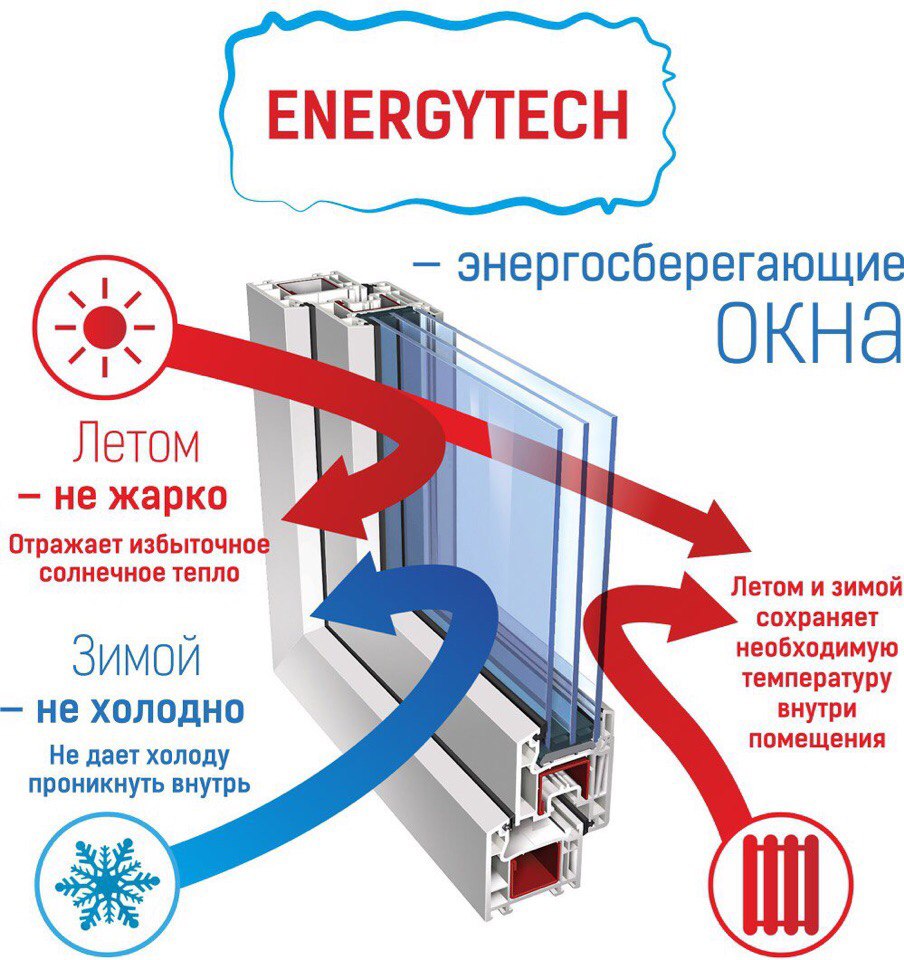 ENERGYTECH
– энергосберегающие
ОКНА
Летом
– не жарко
Отражает избыточное
солнечное тепло
Зимой
– не холодно
Не дает холоду
проникнуть внутрь
Летом и зимой
сохраняет
необходимую
температуру
внутри
помещения